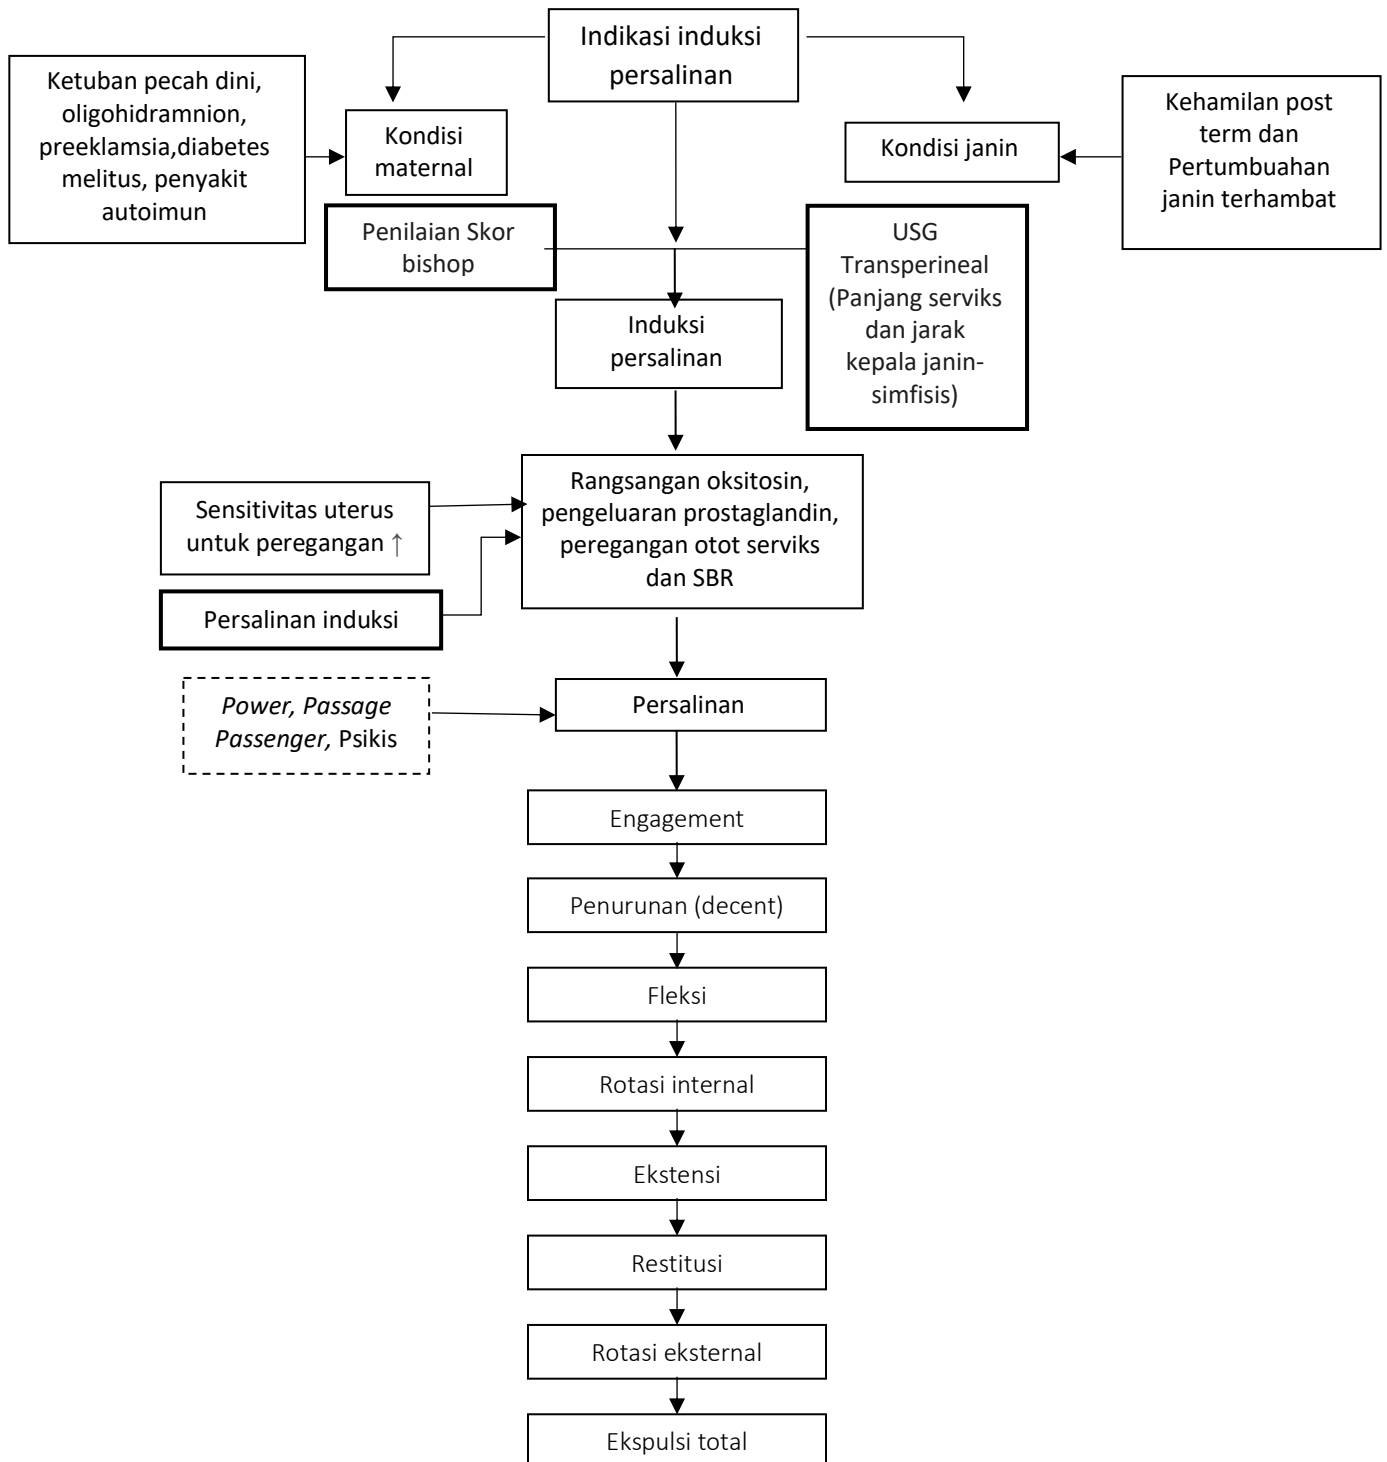 Indikasi induksi
persalinan
Ketuban pecah dini,
oligohidramnion,
preeklamsia,diabetes
melitus, penyakit
autoimun
Kondisi
maternal
Kondisi janin
Kehamilan post
term dan
Pertumbuahan
janin terhambat
Penilaian Skor
bishop
USG
Transperineal
(Panjang serviks
dan jarak
kepala janin-
simfisis)
Induksi
persalinan
Rangsangan oksitosin,
pengeluaran prostaglandin,
peregangan otot serviks
dan SBR
Sensitivitas uterus
untuk peregangan ↑
Persalinan induksi
Power, Passage
Passenger, Psikis
Persalinan
Engagement
Penurunan (decent)
Fleksi
Rotasi internal
Ekstensi
Restitusi
Rotasi eksternal
Ekspulsi total